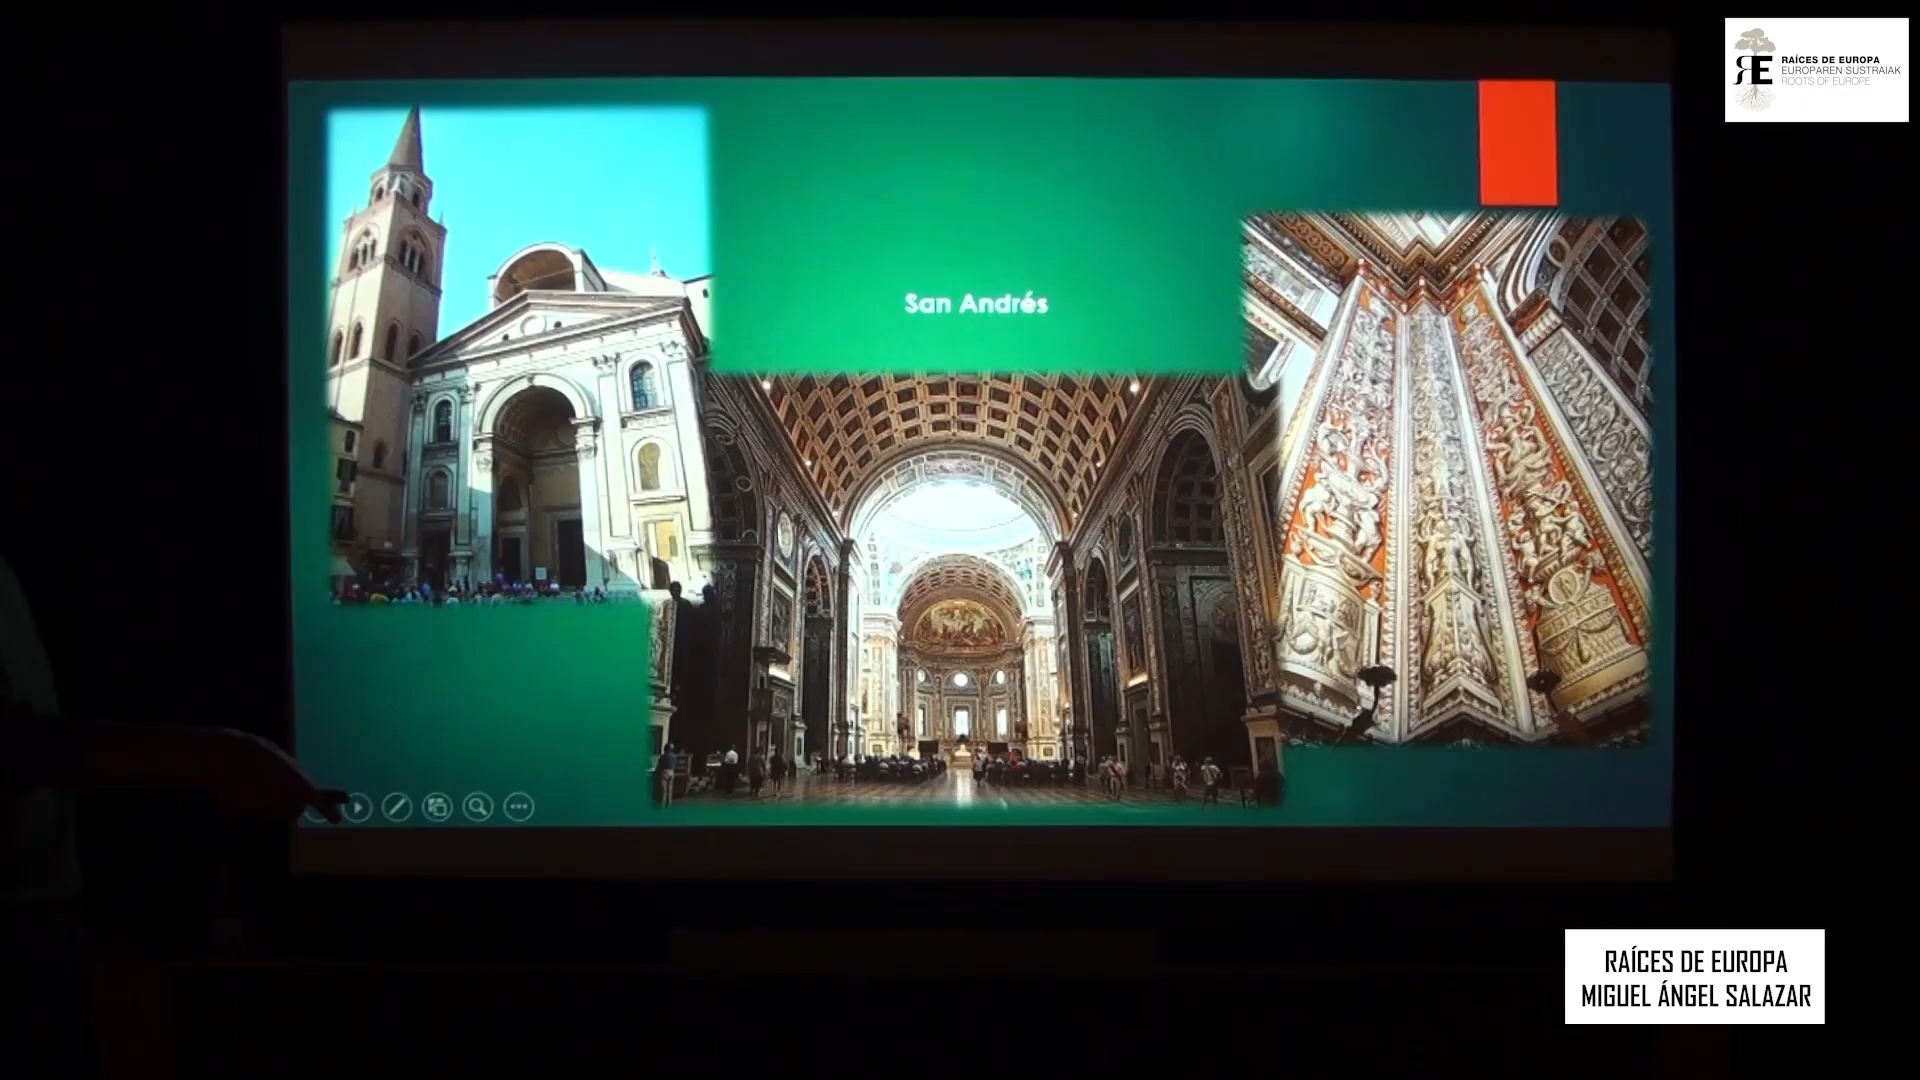 RAÍCES DE EUROPA
EUROPAREN SUSTRAIAK
ROOTS OF EUROPE
San Andrés
RAÍCES DE EUROPA
MIGUEL ÁNGEL SALAZAR